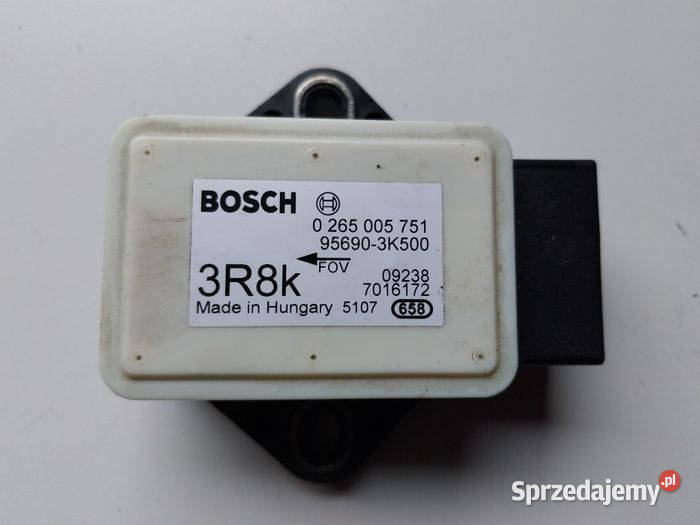 BOSCH
0 265 005 751
95690-3K500
FOV
3R8k
09238
7016172
Made in Hungary 5107 658
Sprzedajemy.pl